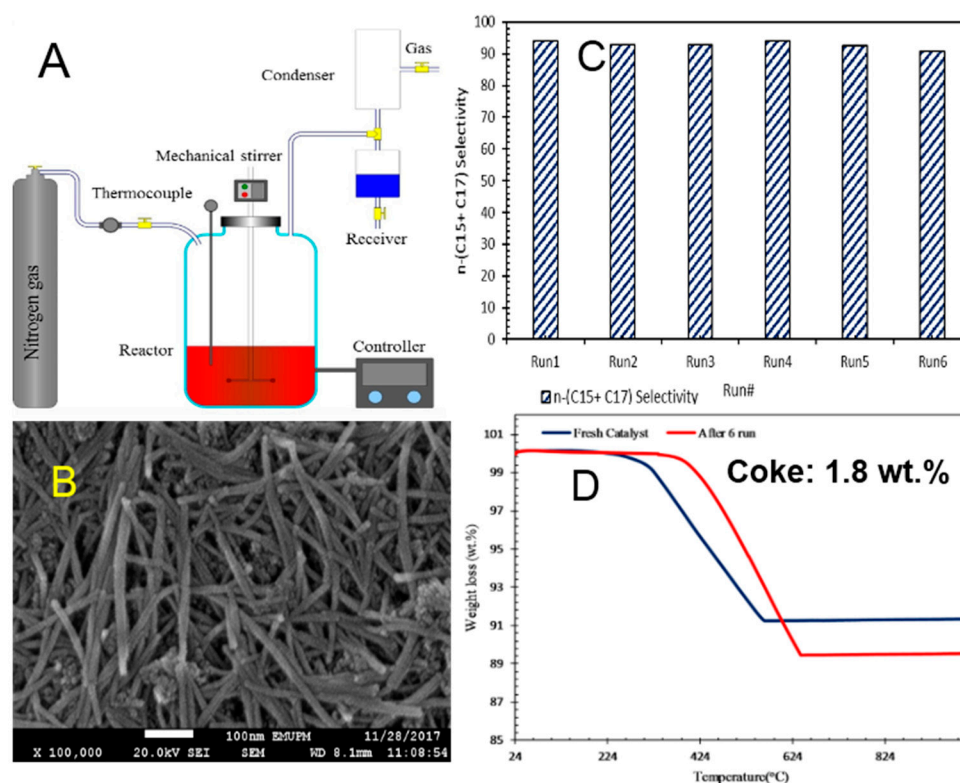 A
Gas
Condenser
Mechanical stirrer
Thermocouple
Receiver
Nitrogen gas
Reactor
Controller
B
100nm EMUPM 11/28/2017
X 100,000 20.0kV SEI SEM WD 8.1mm 11:08:54
C
n-(C15+ C17) Selectivity
100
90
80
70
60
50
40
30
20
10
0
Run1 Run2 Run3 Run4 Run5 Run6
n-(C15+ C17) Selectivity Run#
D
Fresh Catalyst After 6 run
Coke: 1.8 wt.%
Weight loss (wt.%)
101
99
97
95
93
91
89
87
85
24 224 424 624 824
Temperature(°C)